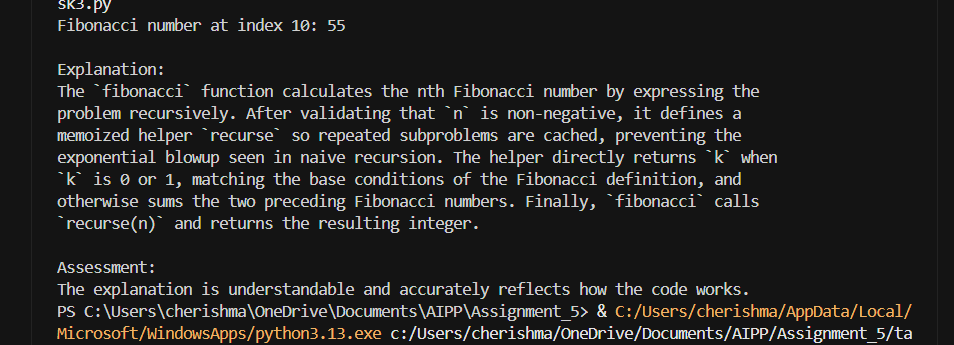 sk3.py
Fibonacci number at index 10: 55
Explanation:
The `fibonacci` function calculates the nth Fibonacci number by expressing the
problem recursively. After validating that `n` is non-negative, it defines a
memoized helper `recurse` so repeated subproblems are cached, preventing the
exponential blowup seen in naive recursion. The helper directly returns `k` when
`k` is 0 or 1, matching the base conditions of the Fibonacci definition, and
otherwise sums the two preceding Fibonacci numbers. Finally, `fibonacci` calls
`recurse(n)` and returns the resulting integer.
Assessment:
The explanation is understandable and accurately reflects how the code works.
PS C:\Users\cherishma\OneDrive\Documents\AIPP\Assignment_5> & C:/Users/cherishma/AppData/Local/
Microsoft/WindowsApps/python3.13.exe c:/Users/cherishma/OneDrive/Documents/AIPP/Assignment_5/ta